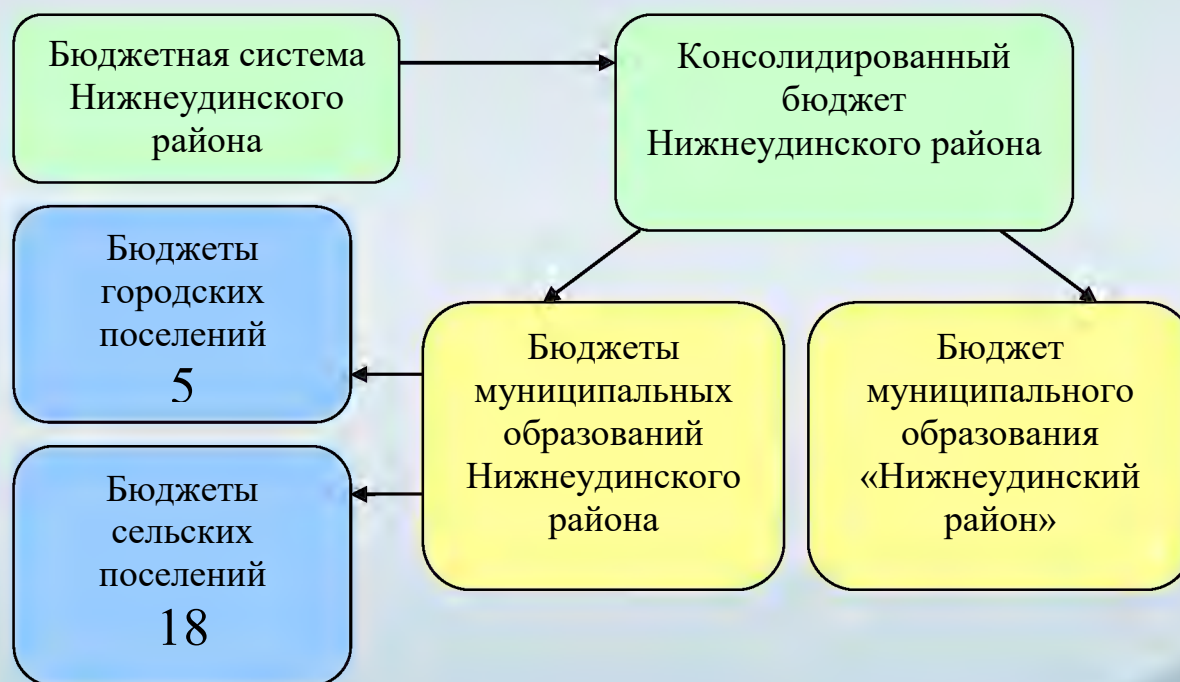 Бюджетная система
Нижнеудинского
района
Консолидированный
бюджет
Нижнеудинского района
Бюджеты
городских
поселений
5
Бюджеты
муниципальных
образований
Нижнеудинского
района
Бюджет
муниципального
образования
«Нижнеудинский
район»
Бюджеты
сельских
поселений
18